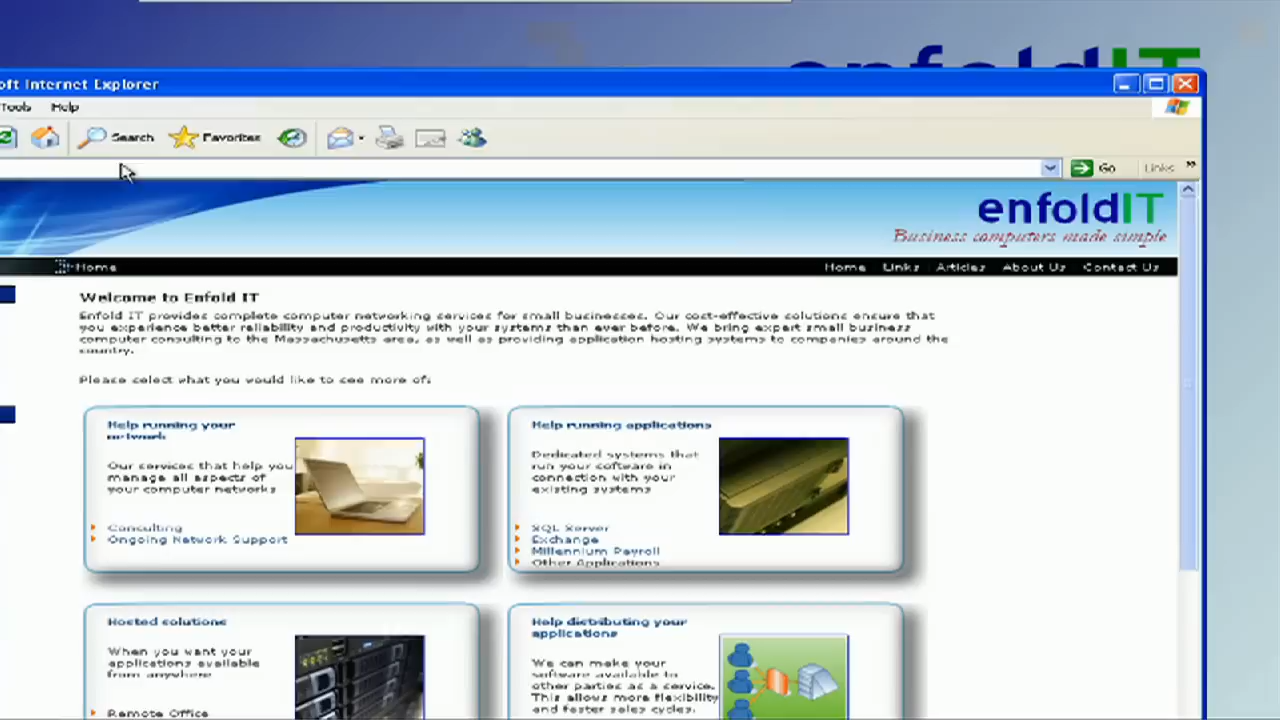 enfoldIT
oft Internet Explorer
Tools Help
Search Favorites
Go Links »
enfoldIT
Business computers made simple
Home
Home Links Articles About Us Contact Us
Welcome to Enfold IT
Enfold IT provides complete computer networking services for small businesses. Our cost-effective solutions ensure that
you experience better reliability and productivity with your systems than ever before. We bring expert small business
computer consulting to the Massachusetts area, as well as providing application hosting systems to companies around the
country.
Please select what you would like to see more of:
Help running your
network
Our services that help you
manage all aspects of
your computer networks
Consulting
Ongoing Network Support
Help running applications
Dedicated systems that
run your software in
connection with your
existing systems
SQL Server
Exchange
Millennium Payroll
Other Applications
Hosted solutions
When you want your
applications available
from anywhere
Remote Office
Help distributing your
applications
We can make your
software available to
other parties as a service.
This allows more flexibility
and faster sales cycles.